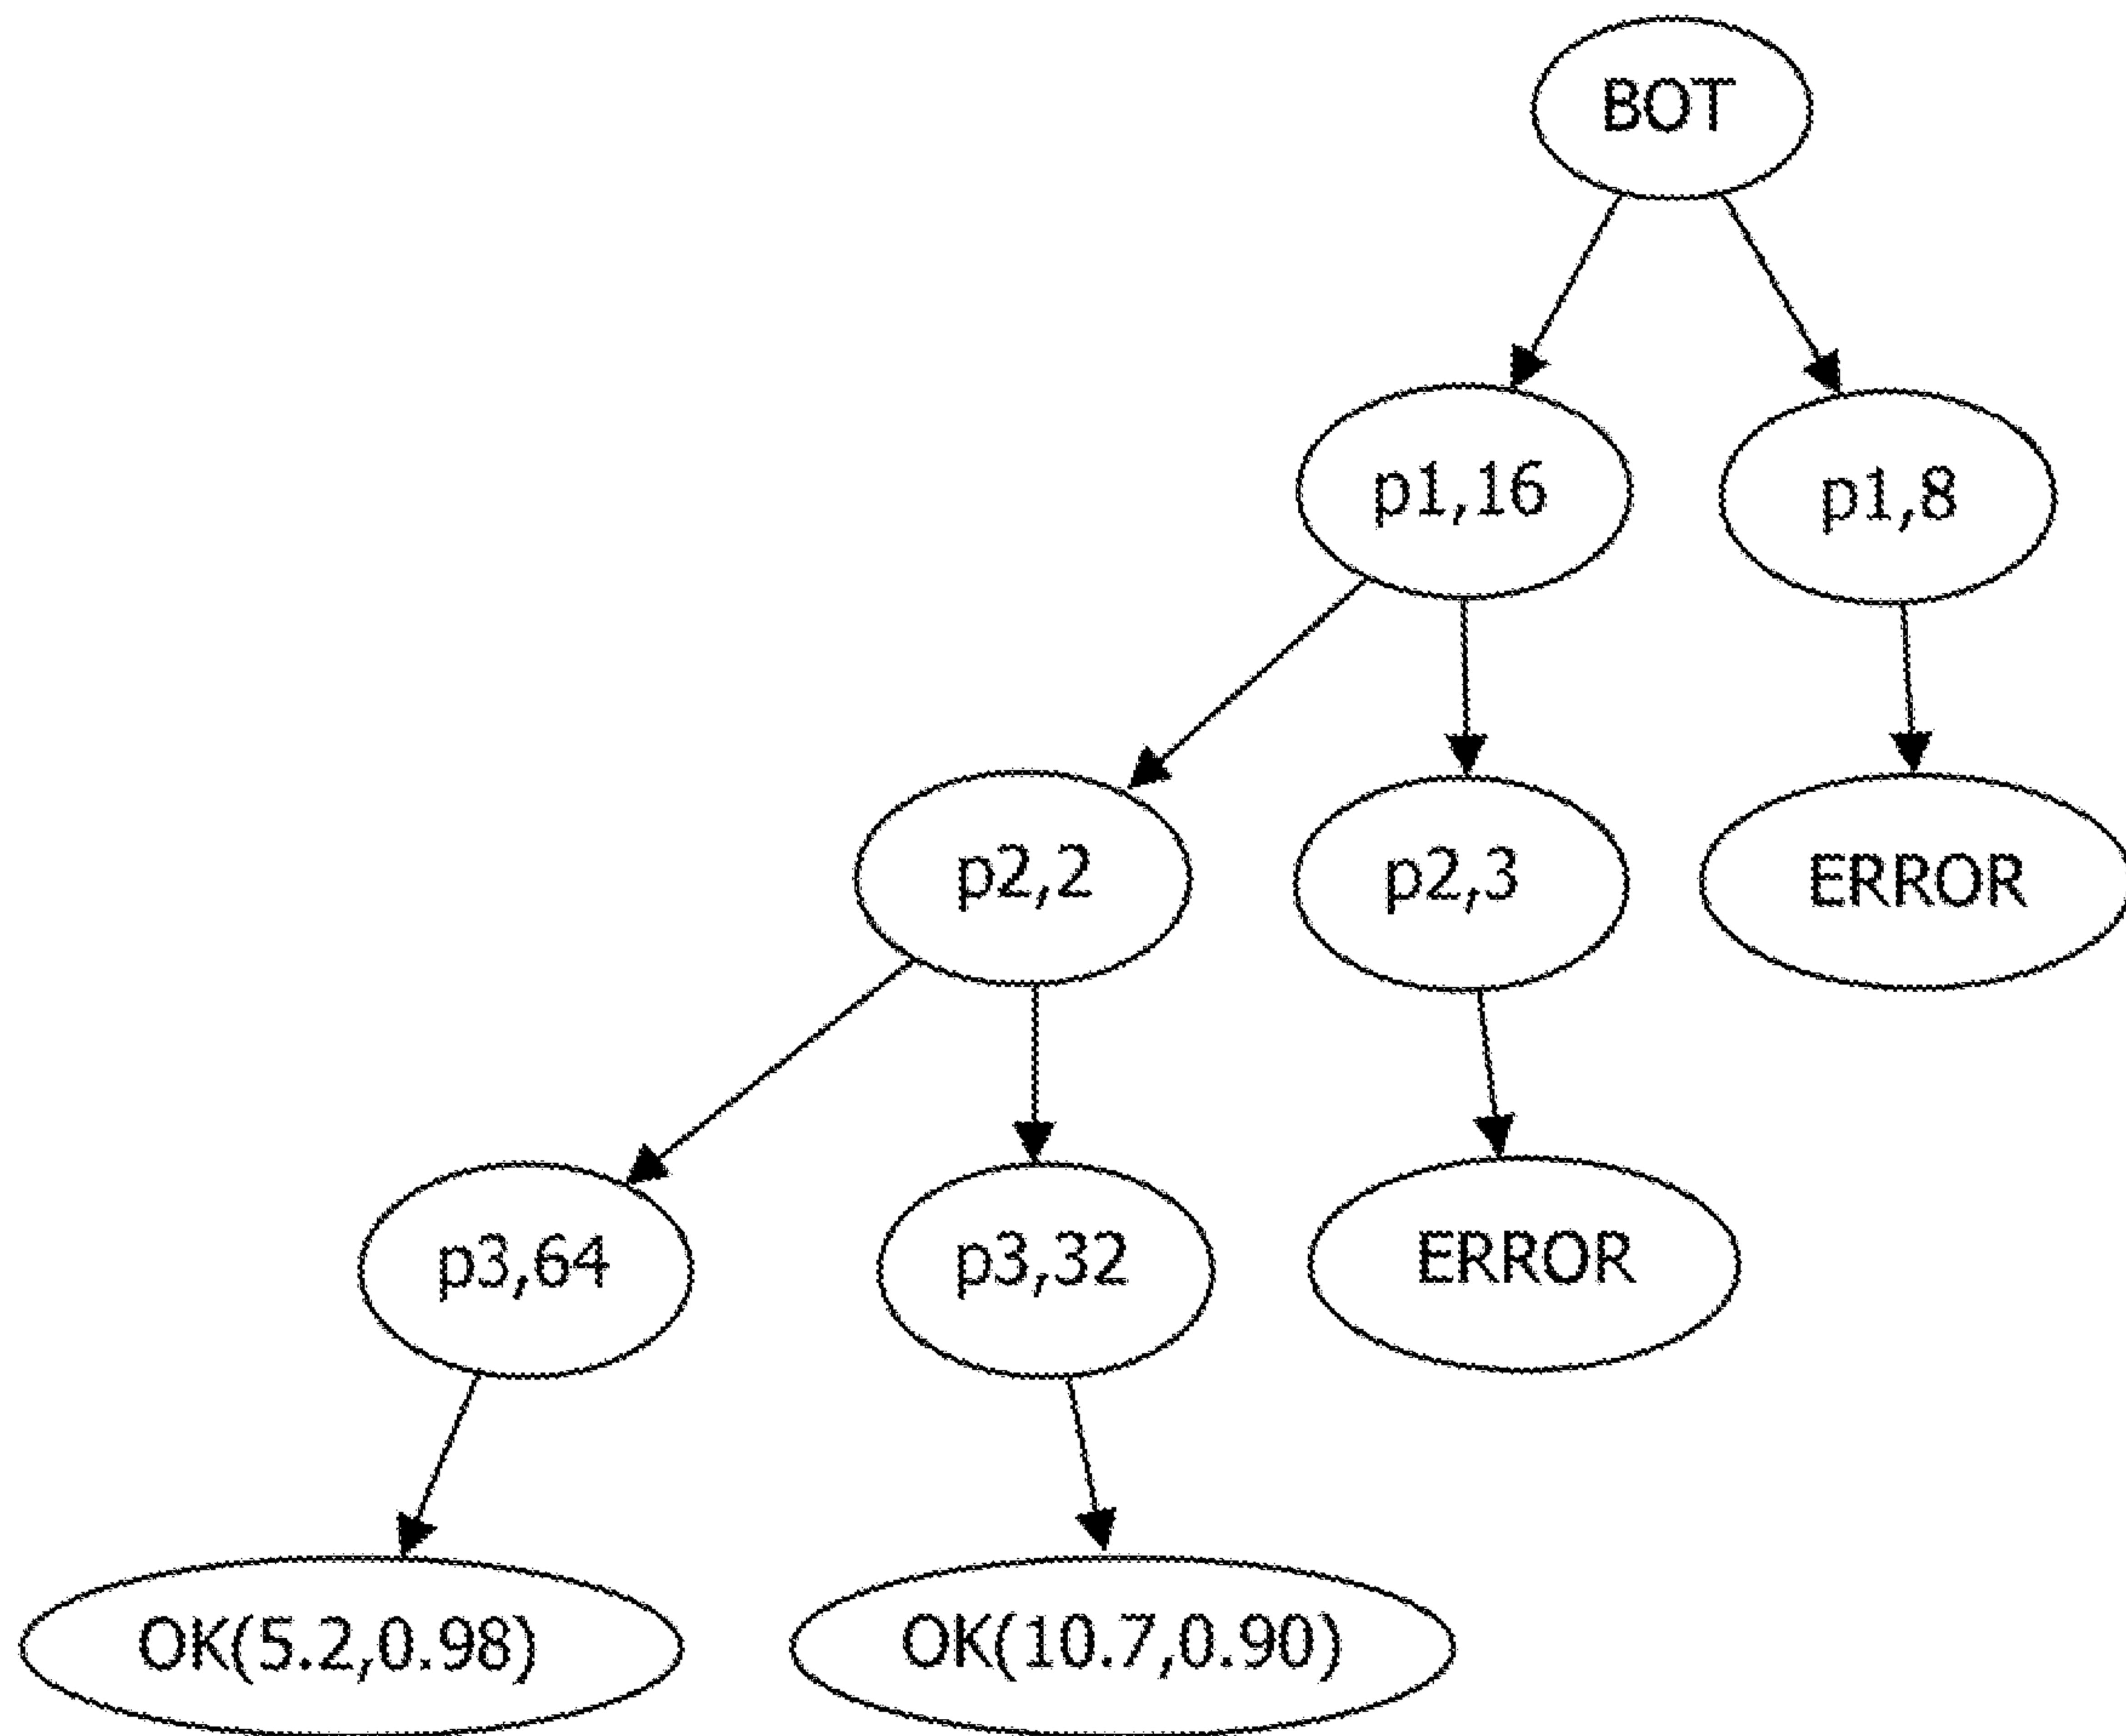 BOT
p1,16
p1,8
p2,2
p2,3
ERROR
p3,64
p3,32
ERROR
OK(5.2,0.98)
OK(10.7,0.90)